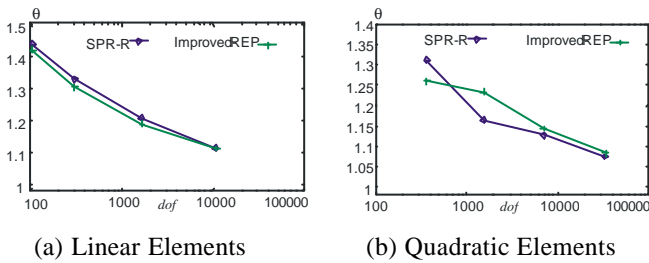 θ
1.5
1.4
1.3
1.2
1.1
1
SPR-R
ImprovedREP
100
1000
dof
10000
100000
(a) Linear Elements
θ
1.4
1.35
1.3
1.25
1.2
1.15
1.1
1.05
1
SPR-R
ImprovedREP
100
1000
dof
10000
100000
(b) Quadratic Elements